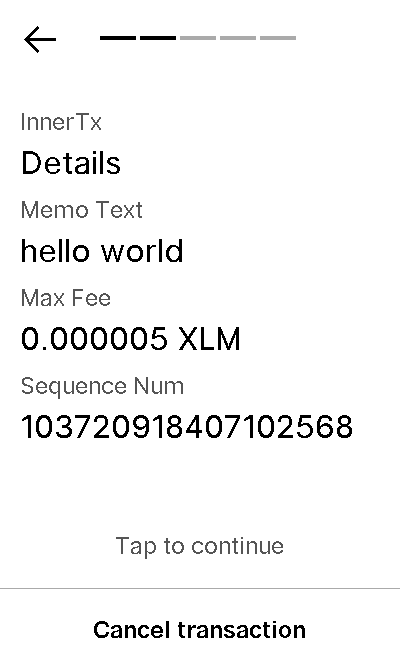 InnerTx
Details
Memo Text
hello world
Max Fee
0.000005 XLM
Sequence Num
103720918407102568
Tap to continue
Cancel transaction